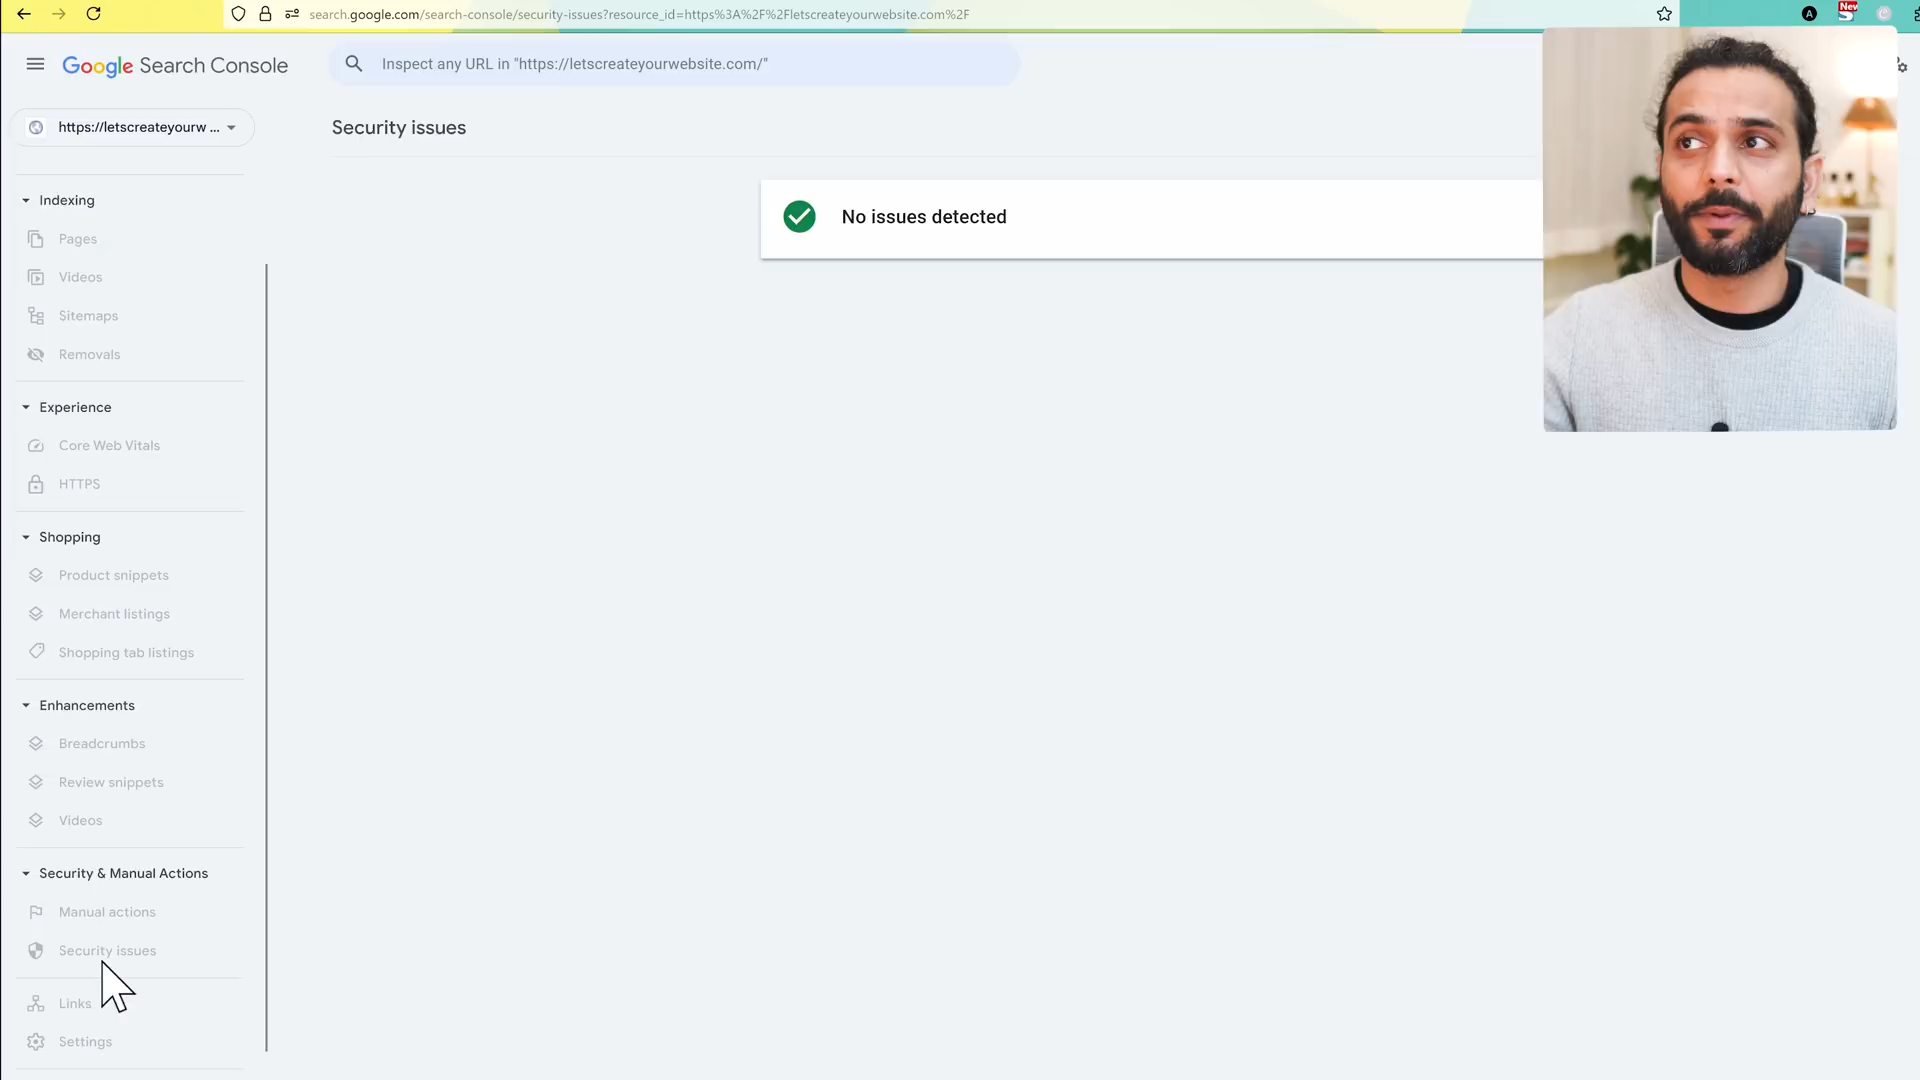 search.google.com/search-console/security-issues?resource_id=https%3A%2F%2Fletscreateyourwebsite.com%2F
A
New
S
Google Search Console
Inspect any URL in "https://letscreateyourwebsite.com/"
https://letscreateyourw ...
Security issues
No issues detected
Indexing
Pages
Videos
Sitemaps
Removals
Experience
Core Web Vitals
HTTPS
Shopping
Product snippets
Merchant listings
Shopping tab listings
Enhancements
Breadcrumbs
Review snippets
Videos
Security & Manual Actions
Manual actions
Security issues
Links
Settings